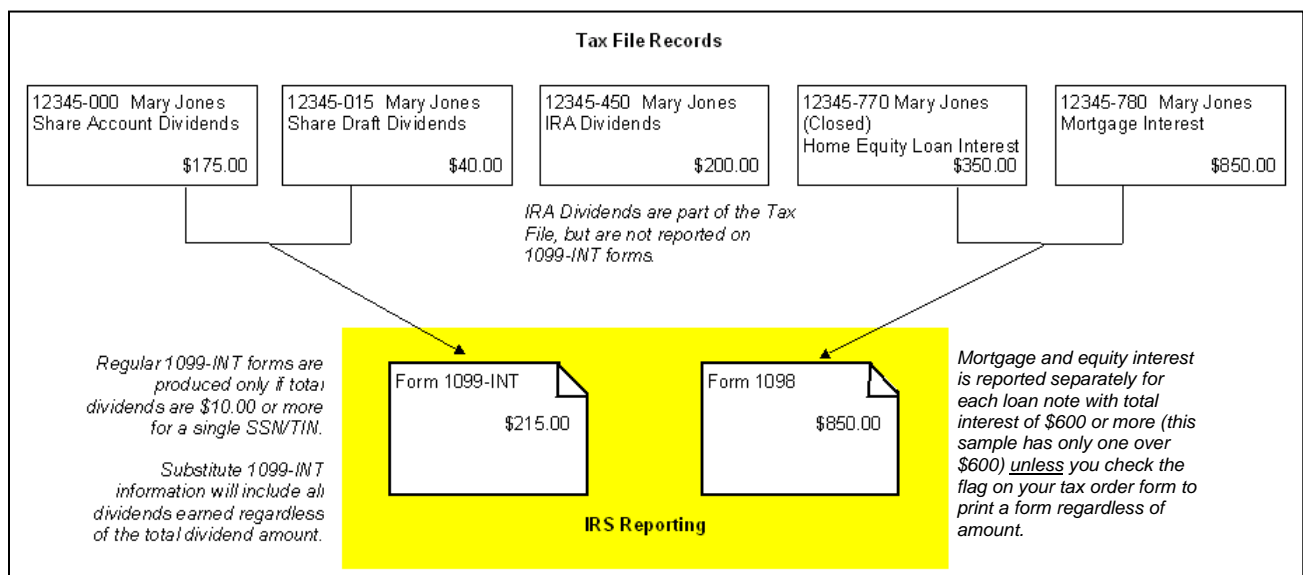 Tax File Records
12345-000 Mary Jones
Share Account Dividends
$175.00
12345-015 Mary Jones
Share Draft Dividends
$40.00
12345-450 Mary Jones
IRA Dividends
$200.00
12345-770 Mary Jones
(Closed)
Home Equity Loan Interest
$350.00
12345-780 Mary Jones
Mortgage Interest
$850.00
IRA Dividends are part of the Tax
File, but are not reported on
1099-INT forms.
Regular 1099-INT forms are
produced only if total
dividends are $10.00 or more
for a single SSN/TIN.
Substitute 1099-INT
information will include all
dividends earned regardless
of the total dividend amount.
Form 1099-INT
$215.00
Form 1098
$850.00
IRS Reporting
Mortgage and equity interest
is reported separately for
each loan note with total
interest of $600 or more (this
sample has only one over
$600) unless you check the
flag on your tax order form to
print a form regardless of
amount.